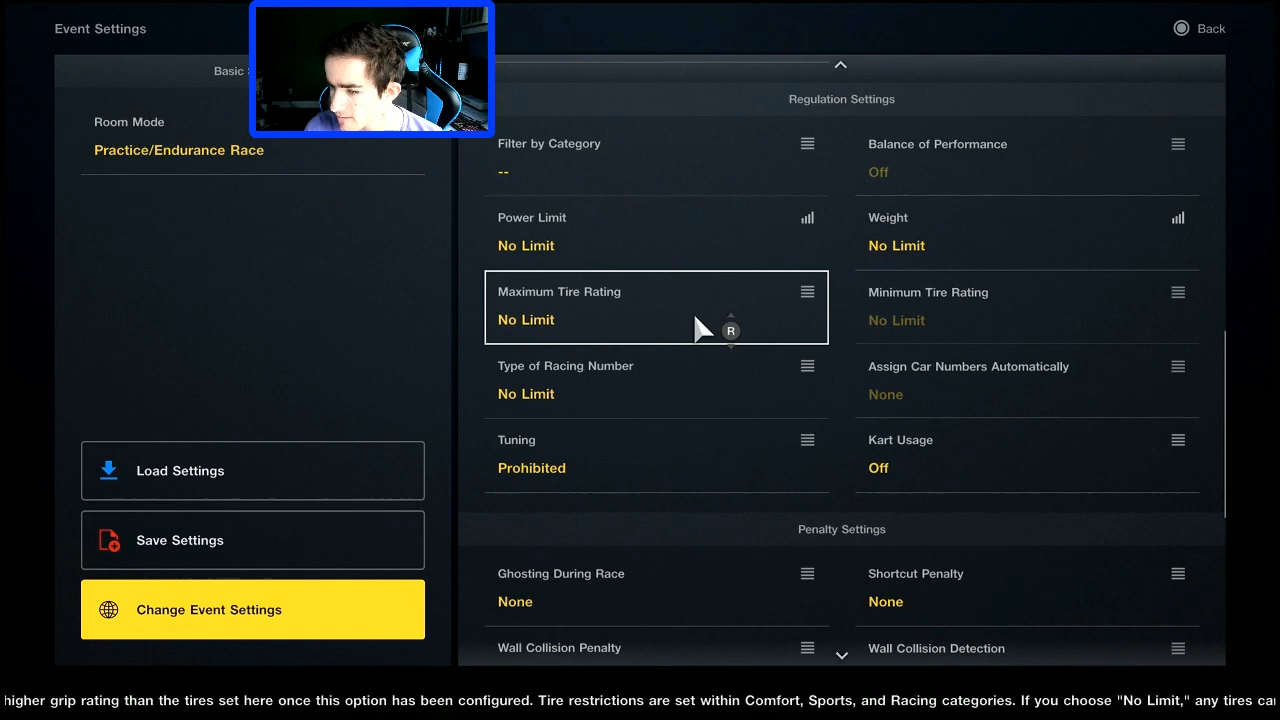 Event Settings
Back
Basic S
Room Mode
Practice/Endurance Race
Load Settings
Save Settings
Change Event Settings
Regulation Settings
Filter by Category
--
Balance of Performance
Off
Power Limit
No Limit
Weight
No Limit
Maximum Tire Rating
No Limit
R
Minimum Tire Rating
No Limit
Type of Racing Number
No Limit
Assign Car Numbers Automatically
None
Tuning
Prohibited
Kart Usage
Off
Penalty Settings
Ghosting During Race
None
Shortcut Penalty
None
Wall Collision Penalty
Wall Collision Detection
higher grip rating than the tires set here once this option has been configured. Tire restrictions are set within Comfort, Sports, and Racing categories. If you choose "No Limit," any tires ca